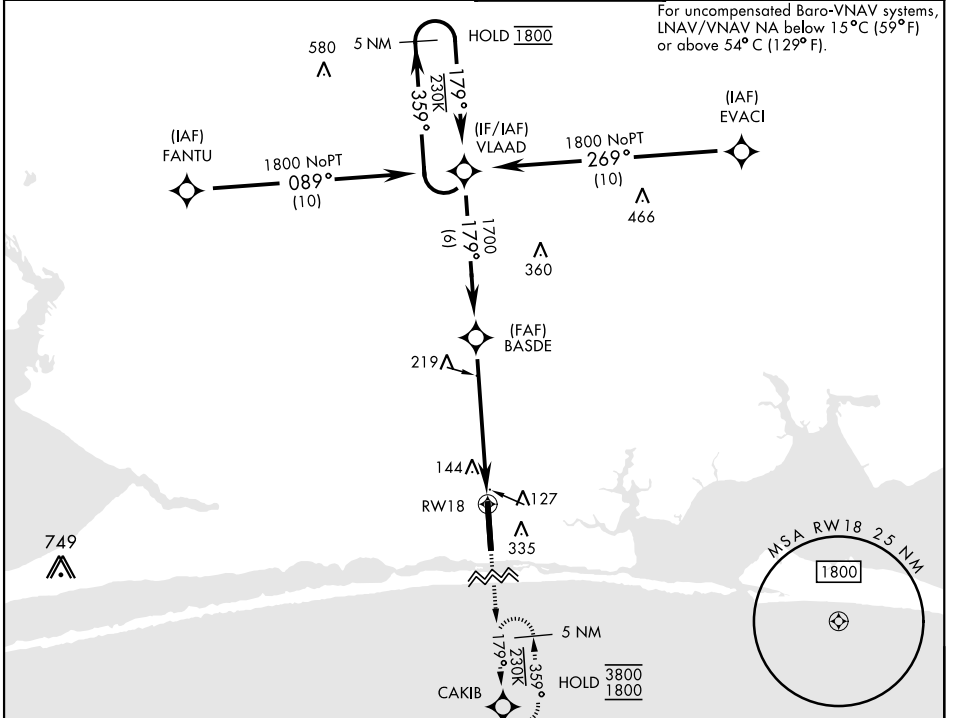 For uncompensated Baro-VNAV systems,
LNAV/VNAV NA below 15°C (59°F)
or above 54°C (129°F).
580
5 NM
HOLD 1800
359°
230K
179°
(IAF)
FANTU
1800 NoPT
089°
(10)
(IF/IAF)
VLAAD
(IAF)
EVACI
1800 NoPT
269°
(10)
466
1700
179°
(6)
360
(FAF)
BASDE
219
144
127
RW18
335
749
MSA RW18 25 NM
1800
5 NM
179°
230K
359°
HOLD 3800
1800
CAKIB